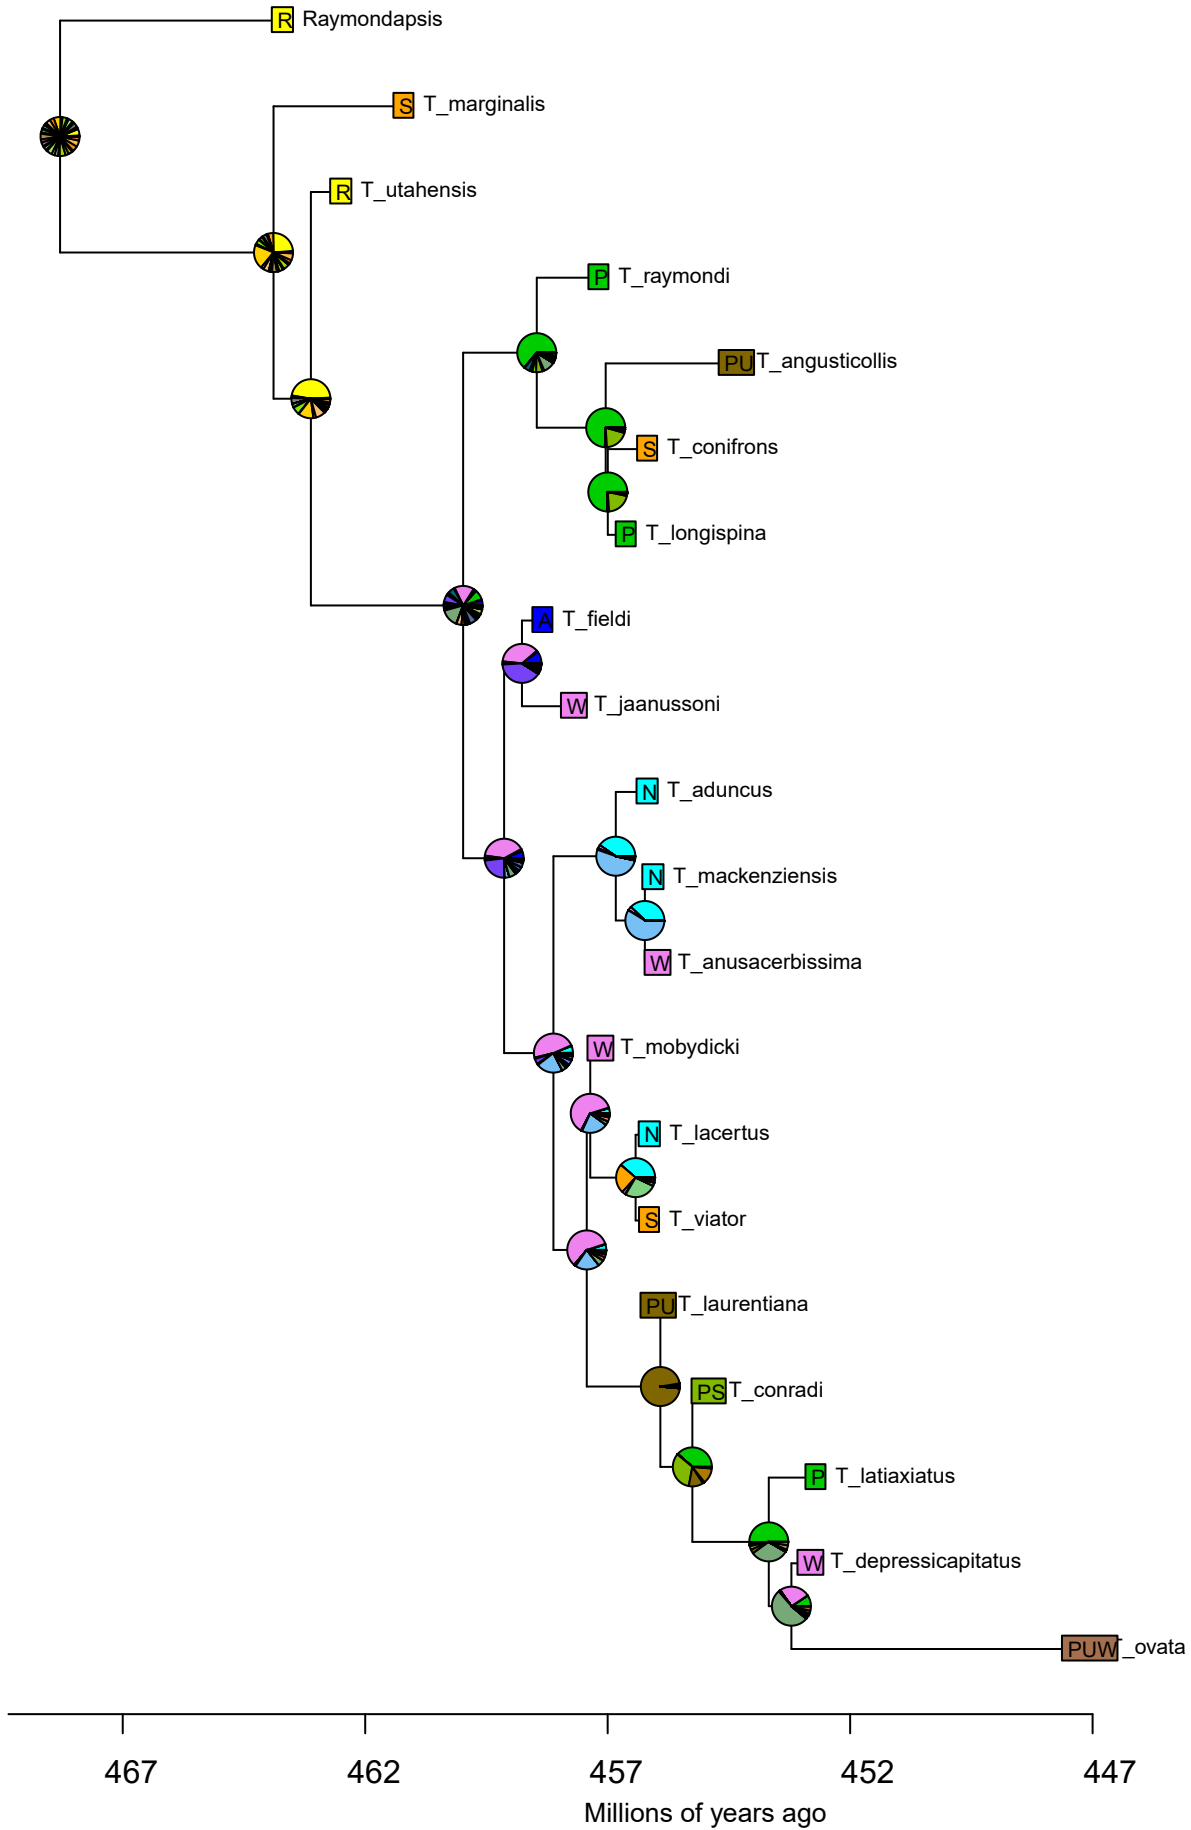 R Raymondapsis
S T_marginalis
R T_utahensis
P T_raymondi
PU T_angusticollis
S T_conifrons
P T_longispina
A T_fieldi
W T_jaanussoni
N T_aduncus
N T_mackenziensis
W T_anusacerbissima
W T_mobydicki
N T_lacertus
S T_viator
PU T_laurentiana
PS T_conradi
P T_latiaxiatus
W T_depressicapitatus
PUW T_ovata
467 462 457 452 447
Millions of years ago